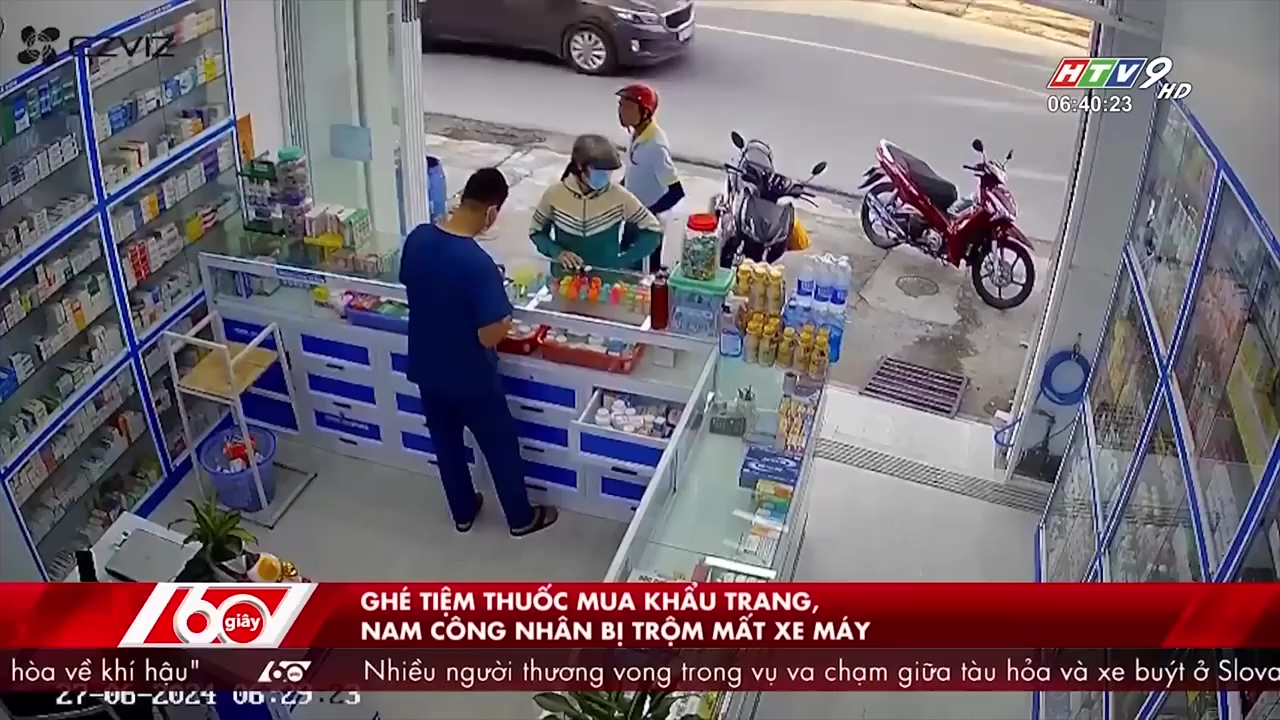 EZVIZ
HTV9 HD
06:40:23
60 giây
GHÉ TIỆM THUỐC MUA KHẨU TRANG,
NAM CÔNG NHÂN BỊ TRỘM MẤT XE MÁY
hòa về khí hậu" 60 Nhiều người thương vong trong vụ va chạm giữa tàu hỏa và xe buýt ở Slova
27-06-2024 06:29:23